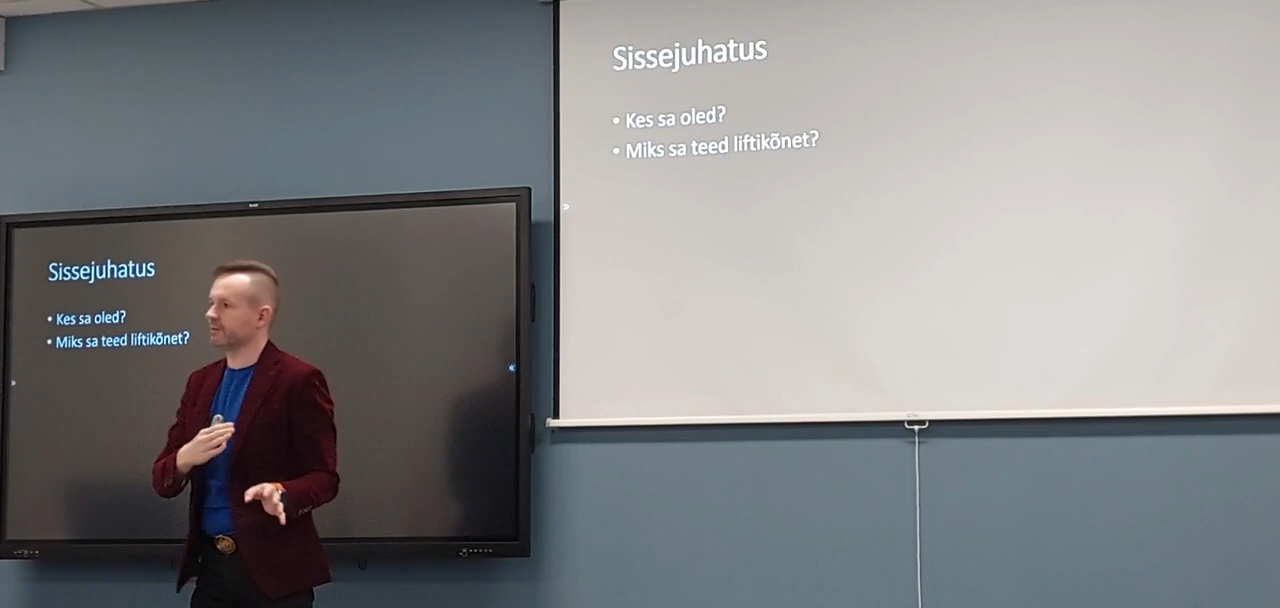 Sissejuhatus
• Kes sa oled?
• Miks sa teed liftikõnet?
Sissejuhatus
• Kes sa oled?
• Miks sa teed liftikõnet?